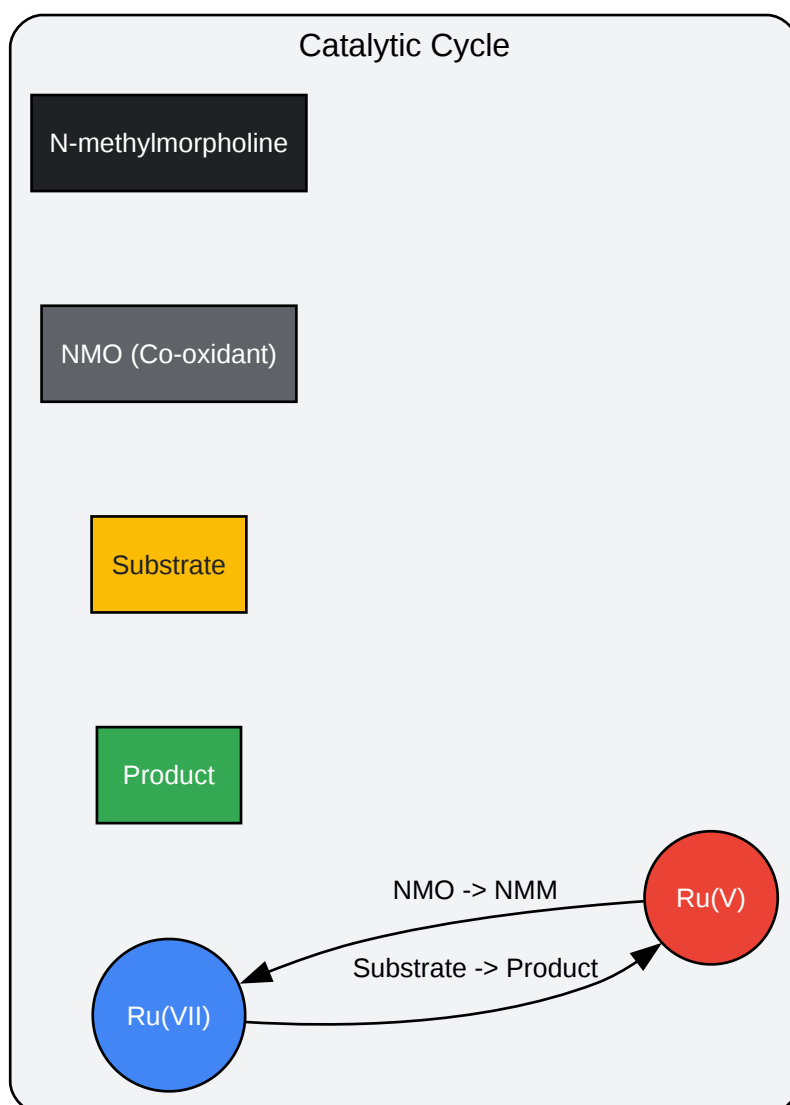 Catalytic Cycle
N-methylmorpholine
NMO (Co-oxidant)
Substrate
Product
NMO -> NMM
Ru(V)
Substrate -> Product
Ru(VII)